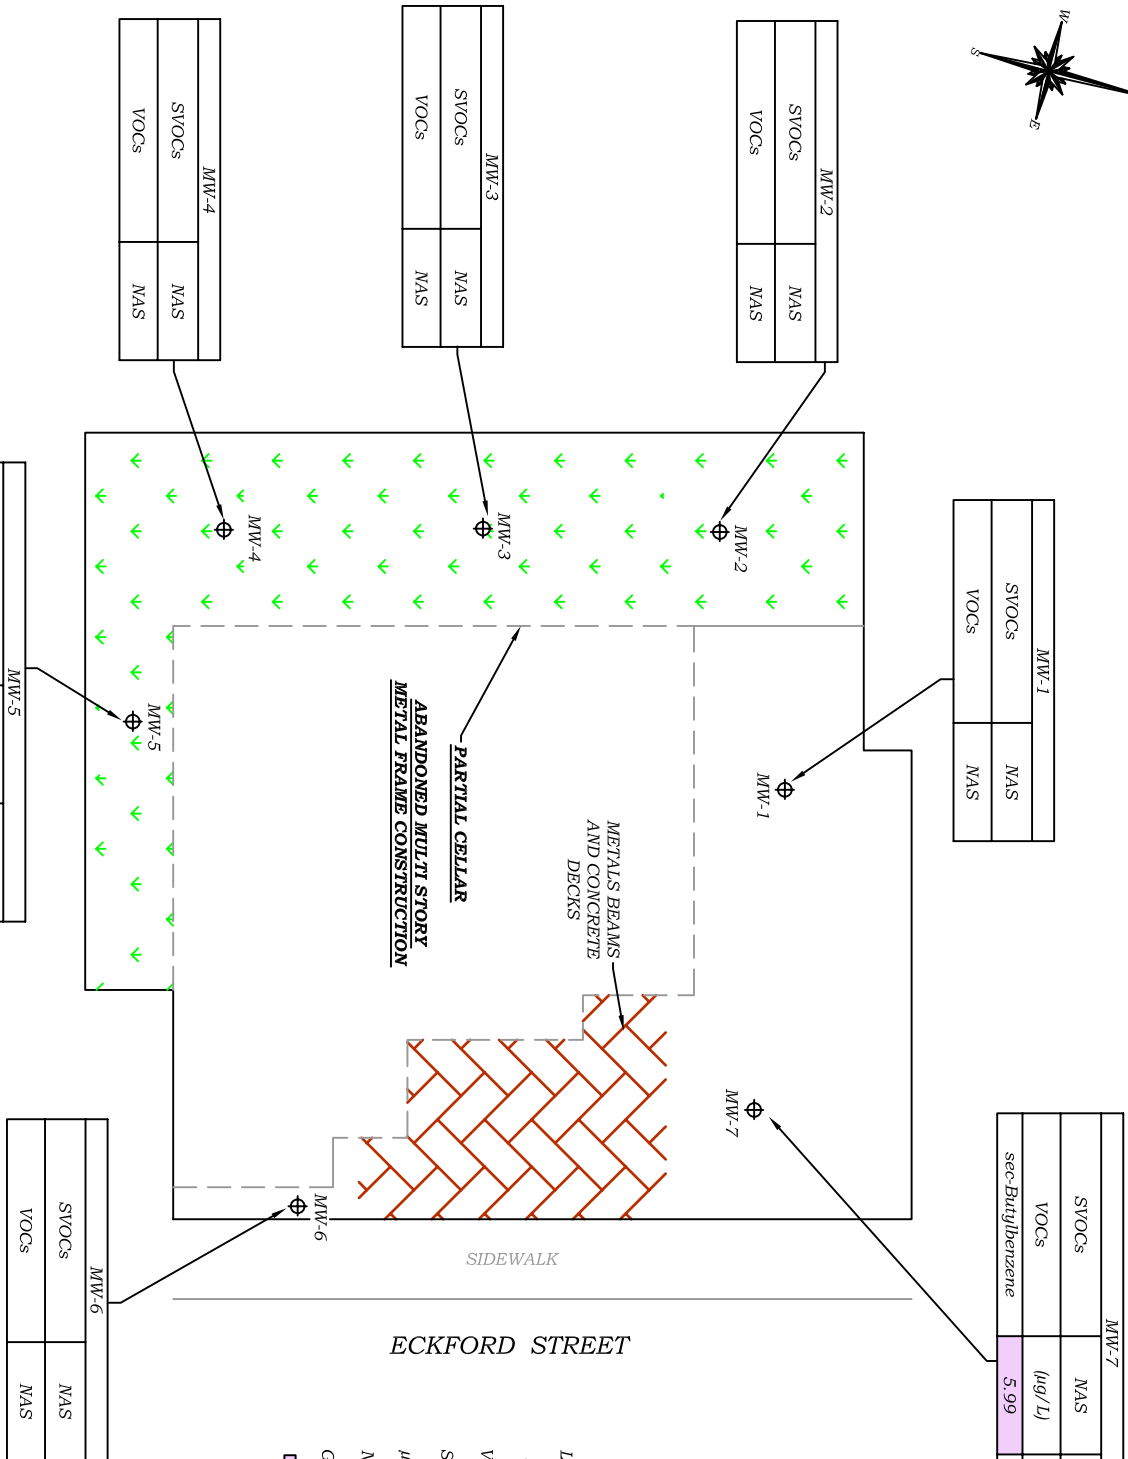 W
S
E
MW-2
SVOCs NAS
VOCs NAS
MW-3
SVOCs NAS
VOCs NAS
MW-4
SVOCs NAS
VOCs NAS
MW-1
SVOCs NAS
VOCs NAS
MW-7
SVOCs NAS
VOCs (µg/L)
sec-Butylbenzene 5.99
MW-5
MW-6
SVOCs NAS
VOCs NAS
MW-2
MW-3
MW-4
MW-5
MW-1
MW-7
MW-6
PARTIAL CELLAR
ABANDONED MULTI STORY
METAL FRAME CONSTRUCTION
METALS BEAMS
AND CONCRETE
DECKS
SIDEWALK
ECKFORD STREET